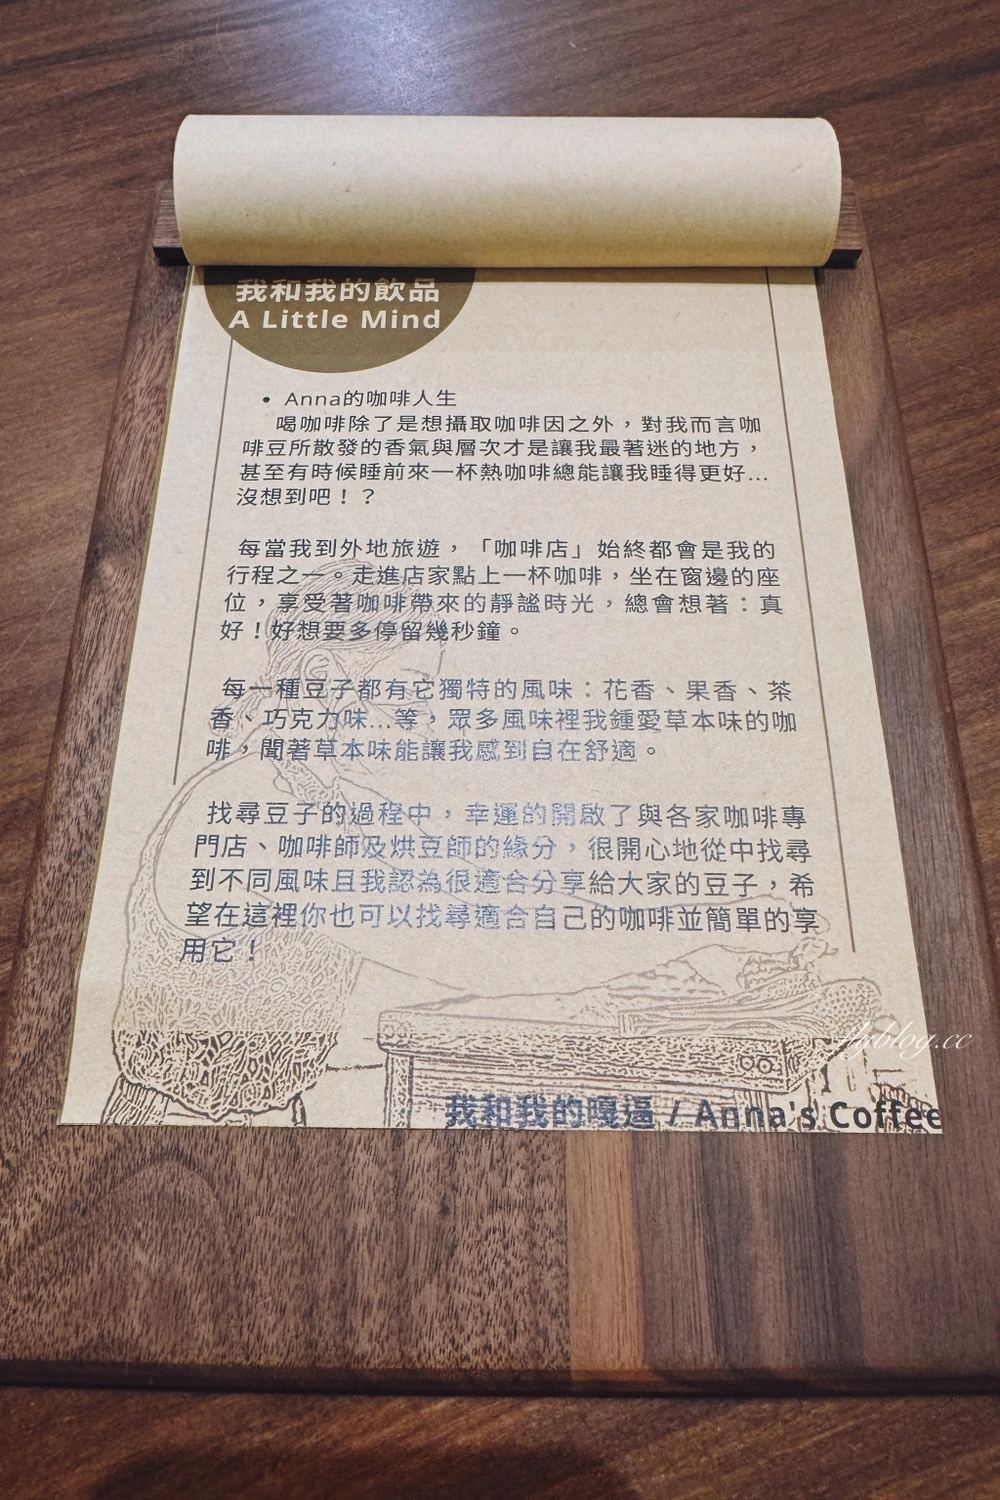 我和我的飲品
A Little Mind
• Anna的咖啡人生
喝咖啡除了是想攝取咖啡因之外，對我而言咖
啡豆所散發的香氣與層次才是讓我最著迷的地方，
甚至有時候睡前來一杯熱咖啡總能讓我睡得更好...
沒想到吧！？
每當我到外地旅遊，「咖啡店」始終都會是我的
行程之一。走進店家點上一杯咖啡，坐在窗邊的座
位，享受著咖啡帶來的靜謐時光，總會想著：真
好！好想要多停留幾秒鐘。
每一種豆子都有它獨特的風味：花香、果香、茶
香、巧克力味...等，眾多風味裡我鍾愛草本味的咖
啡，聞著草本味能讓我感到自在舒適。
找尋豆子的過程中，幸運的開啟了與各家咖啡專
門店、咖啡師及烘豆師的緣分，很開心地從中找尋
到不同風味且我認為很適合分享給大家的豆子，希
望在這裡你也可以找尋適合自己的咖啡並簡單的享
用它！
flyblog.cc
我和我的嘎逼 / Anna's Coffee